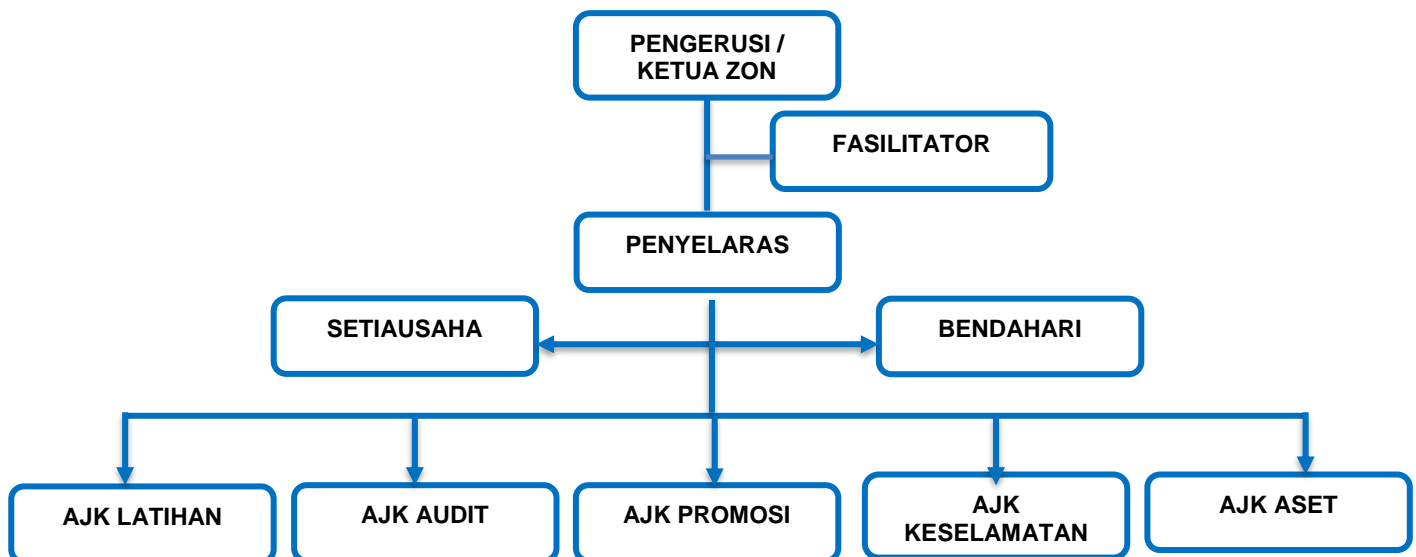 PENGERUSI /
KETUA ZON
FASILITATOR
PENYELARAS
SETIAUSAHA
BENDAHARI
AJK LATIHAN
AJK AUDIT
AJK PROMOSI
AJK
KESELAMATAN
AJK ASET